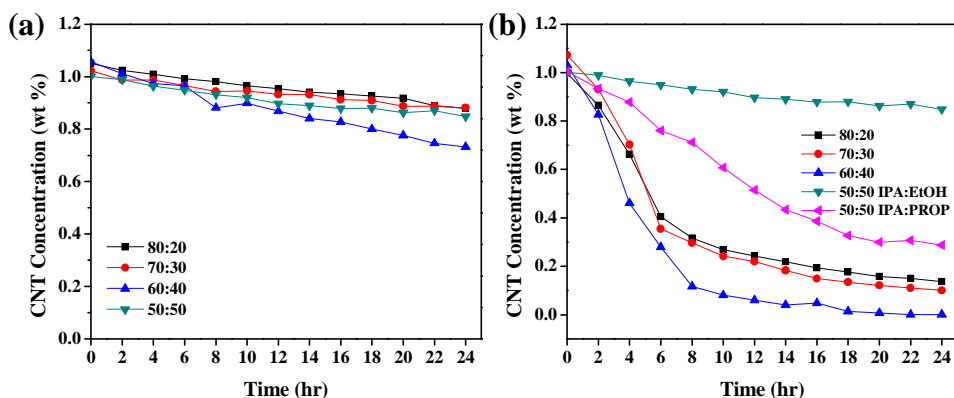 (a)
CNT Concentration (wt %)
1.2
1.0
0.8
0.6
0.4
0.2
0.0
80:20
70:30
60:40
50:50
0 2 4 6 8 10 12 14 16 18 20 22 24
Time (hr)
(b)
CNT Concentration (wt %)
1.2
1.0
0.8
0.6
0.4
0.2
0.0
80:20
70:30
60:40
50:50 IPA:EtOH
50:50 IPA:PROP
0 2 4 6 8 10 12 14 16 18 20 22 24
Time (hr)